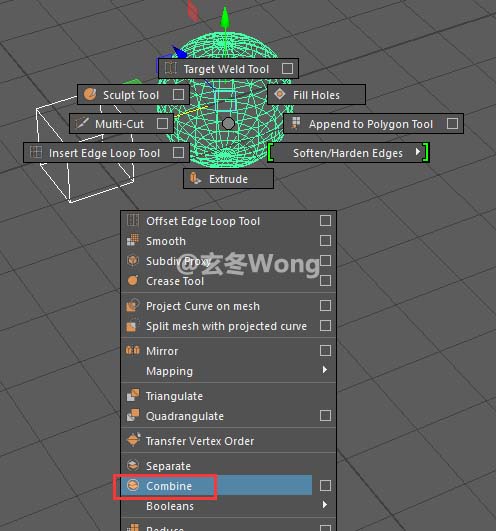 Target Weld Tool
Sculpt Tool
Fill Holes
Multi-Cut
Append to Polygon Tool
Insert Edge Loop Tool
Soften/Harden Edges
Extrude
Offset Edge Loop Tool
Smooth
Subdiv Proxy
@玄冬Wong
Crease Tool
Project Curve on mesh
Split mesh with projected curve
Mirror
Mapping
Triangulate
Quadrangulate
Transfer Vertex Order
Separate
Combine
Booleans
Reduce